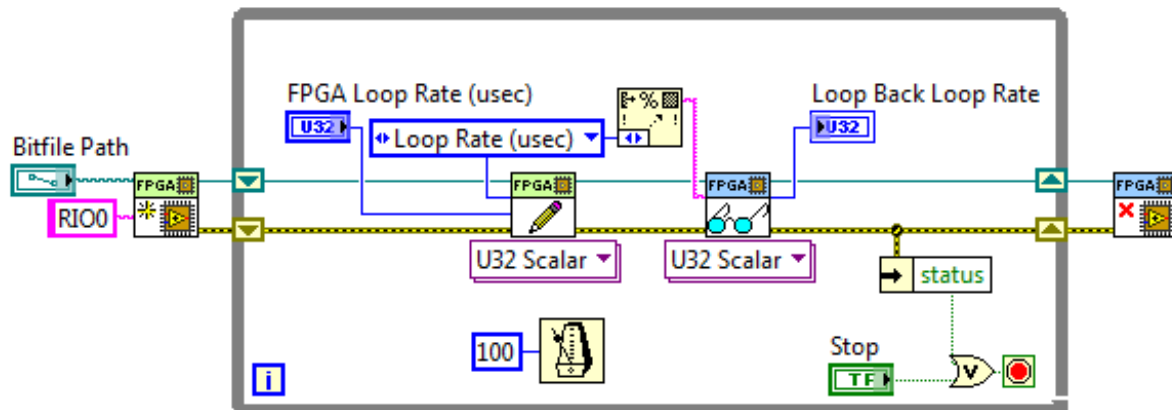 FPGA Loop Rate (usec)
U32
Loop Rate (usec)
%
!
!
Loop Back Loop Rate
U32
Bitfile Path
FPGA
RIO0
FPGA
FPGA
FPGA
U32 Scalar
U32 Scalar
status
100
Stop
TF
V
i